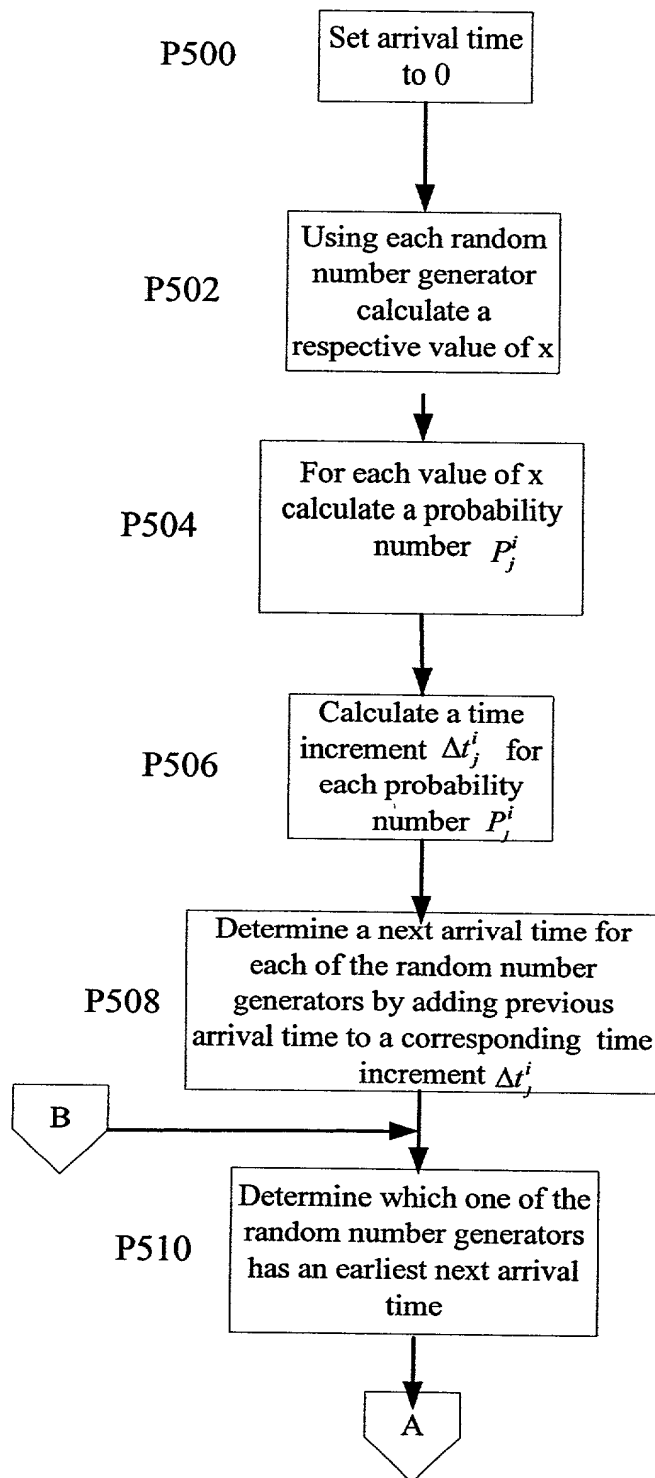 P500
Set arrival time
to 0
P502
Using each random
number generator
calculate a
respective value of x
P504
For each value of x
calculate a probability
number P_j^i
P506
Calculate a time
increment Δt_j^i for
each probability
number P_j^i
P508
Determine a next arrival time for
each of the random number
generators by adding previous
arrival time to a corresponding time
increment Δt_j^i
B
P510
Determine which one of the
random number generators
has an earliest next arrival
time
A